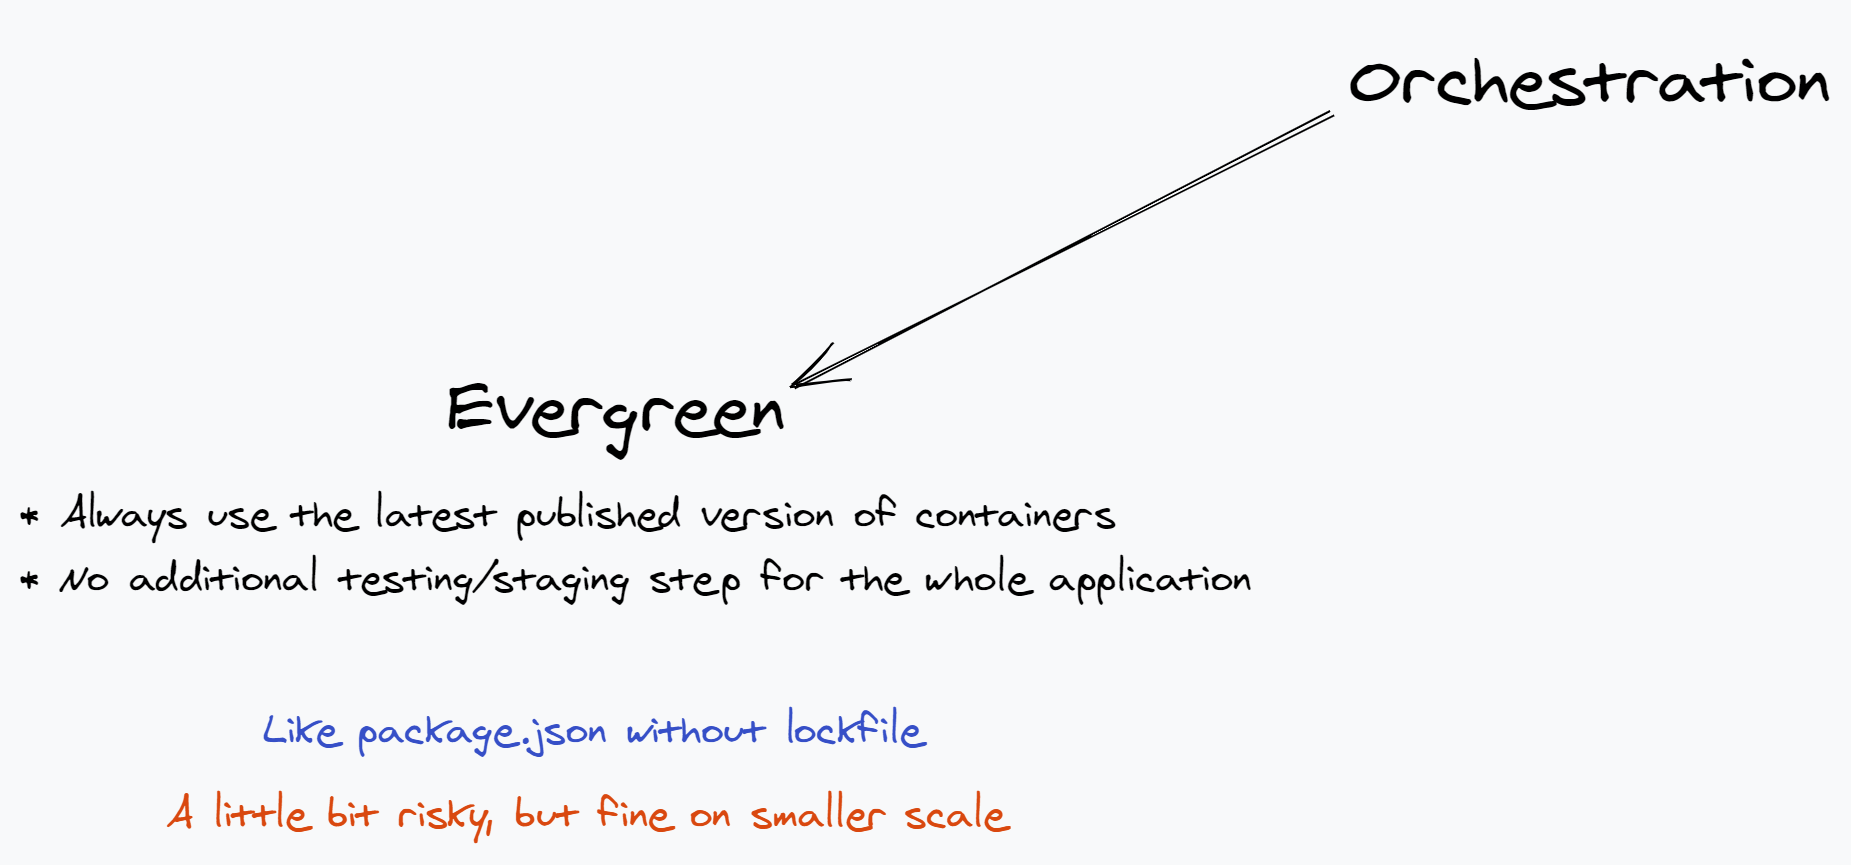 Orchestration
Evergreen
* Always use the latest published version of containers
* No additional testing/staging step for the whole application
Like package.json without lockfile
A little bit risky, but fine on smaller scale